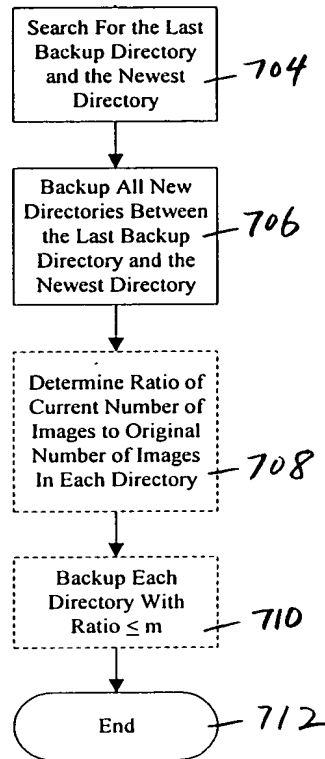 Search For the Last
Backup Directory
and the Newest
Directory
704
Backup All New
Directories Between
the Last Backup
Directory and the
Newest Directory
706
Determine Ratio of
Current Number of
Images to Original
Number of Images
In Each Directory
708
Backup Each
Directory With
Ratio ≤ m
710
End
712